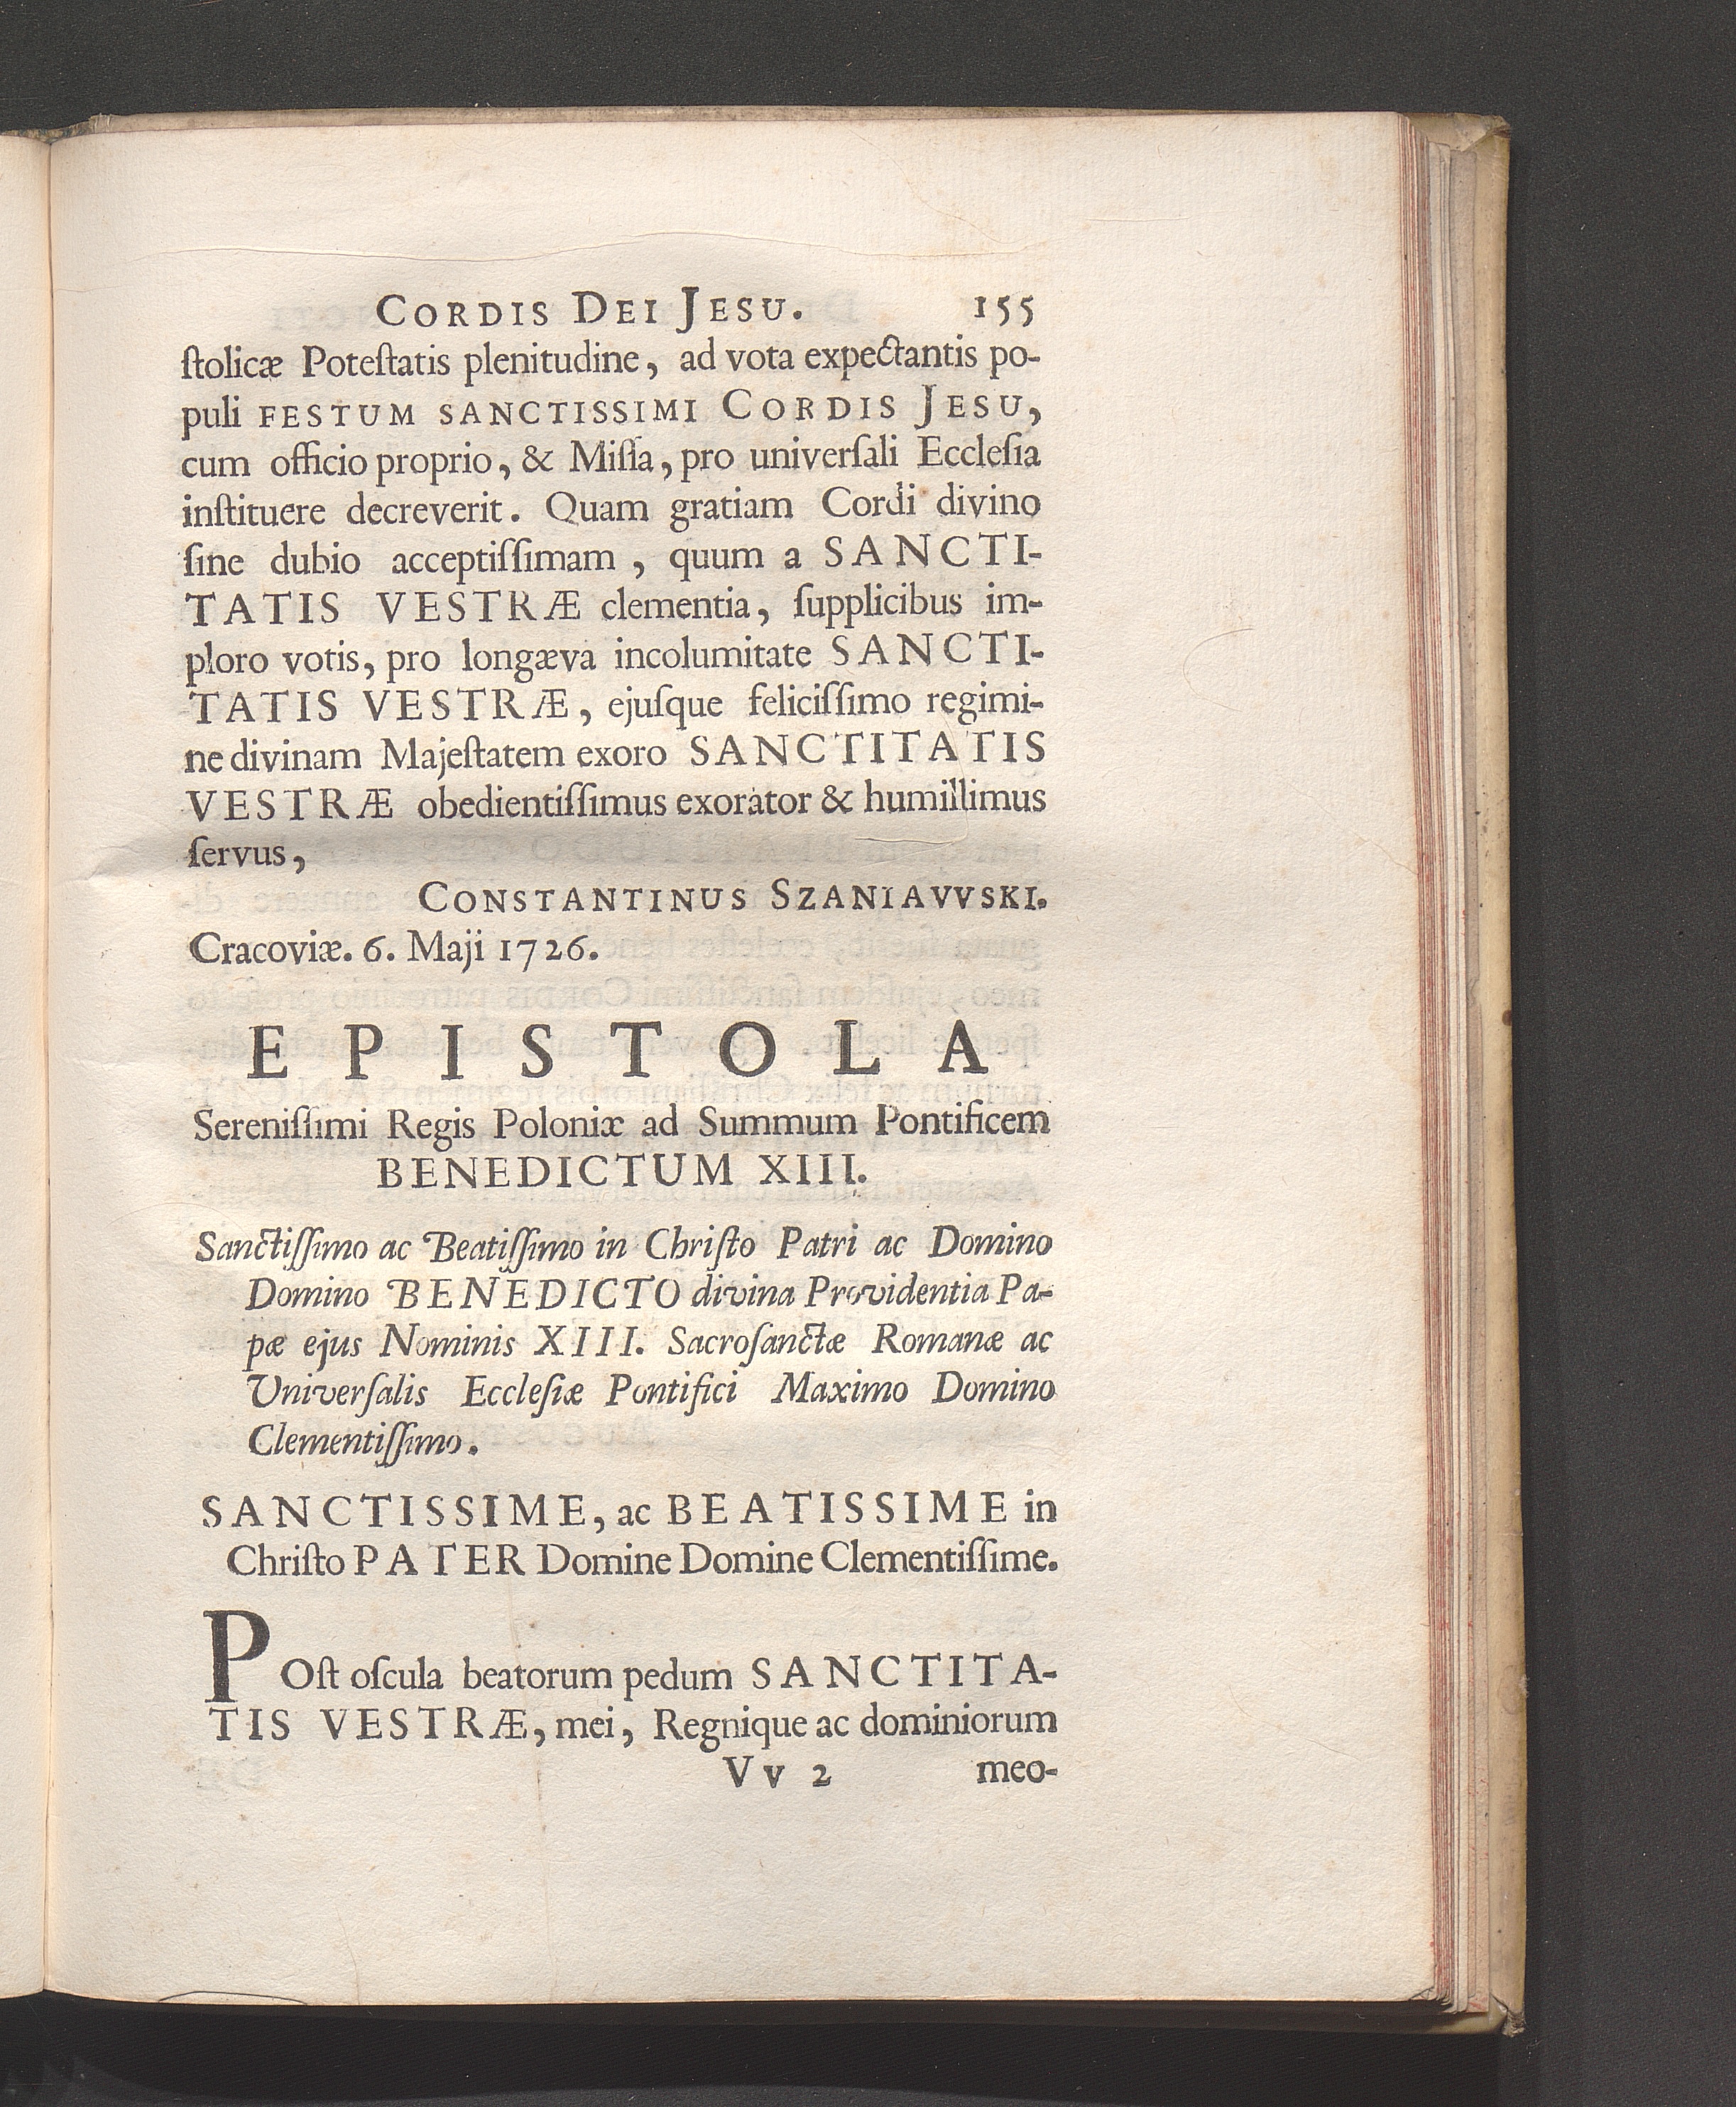 CORDIS DEI JESU. 155
ſtolicæ Poteſtatis plenitudine, ad vota expectantis po-
puli FESTUM SANCTISSIMI CORDIS JESU,
cum officio proprio, & Miſſa, pro univerſali Eccleſia
inſtituere decreverit. Quam gratiam Cordi divino
ſine dubio acceptiſſimam, quum a SANCTI-
TATIS VESTRÆ clementia, ſupplicibus im-
ploro votis, pro longæva incolumitate SANCTI-
TATIS VESTRÆ, ejuſque feliciſſimo regimi-
ne divinam Majeſtatem exoro SANCTITATIS
VESTRÆ obedientiſſimus exorator & humillimus
ſervus,
CONSTANTINUS SZANIAVVSKI.
Cracoviæ. 6. Maji 1726.
EPISTOLA
Sereniſſimi Regis Poloniæ ad Summum Pontificem
BENEDICTUM XIII.
Sanctiſſimo ac Beatiſſimo in Chriſto Patri ac Domino
Domino BENEDICTO divina Providentia Pa-
pæ ejus Nominis XIII. Sacroſanctæ Romanæ ac
Univerſalis Eccleſiæ Pontifici Maximo Domino
Clementiſſimo.
SANCTISSIME, ac BEATISSIME in
Chriſto PATER Domine Domine Clementiſſime.
POſt oſcula beatorum pedum SANCTITA-
TIS VESTRÆ, mei, Regnique ac dominiorum
Vv 2 meo-